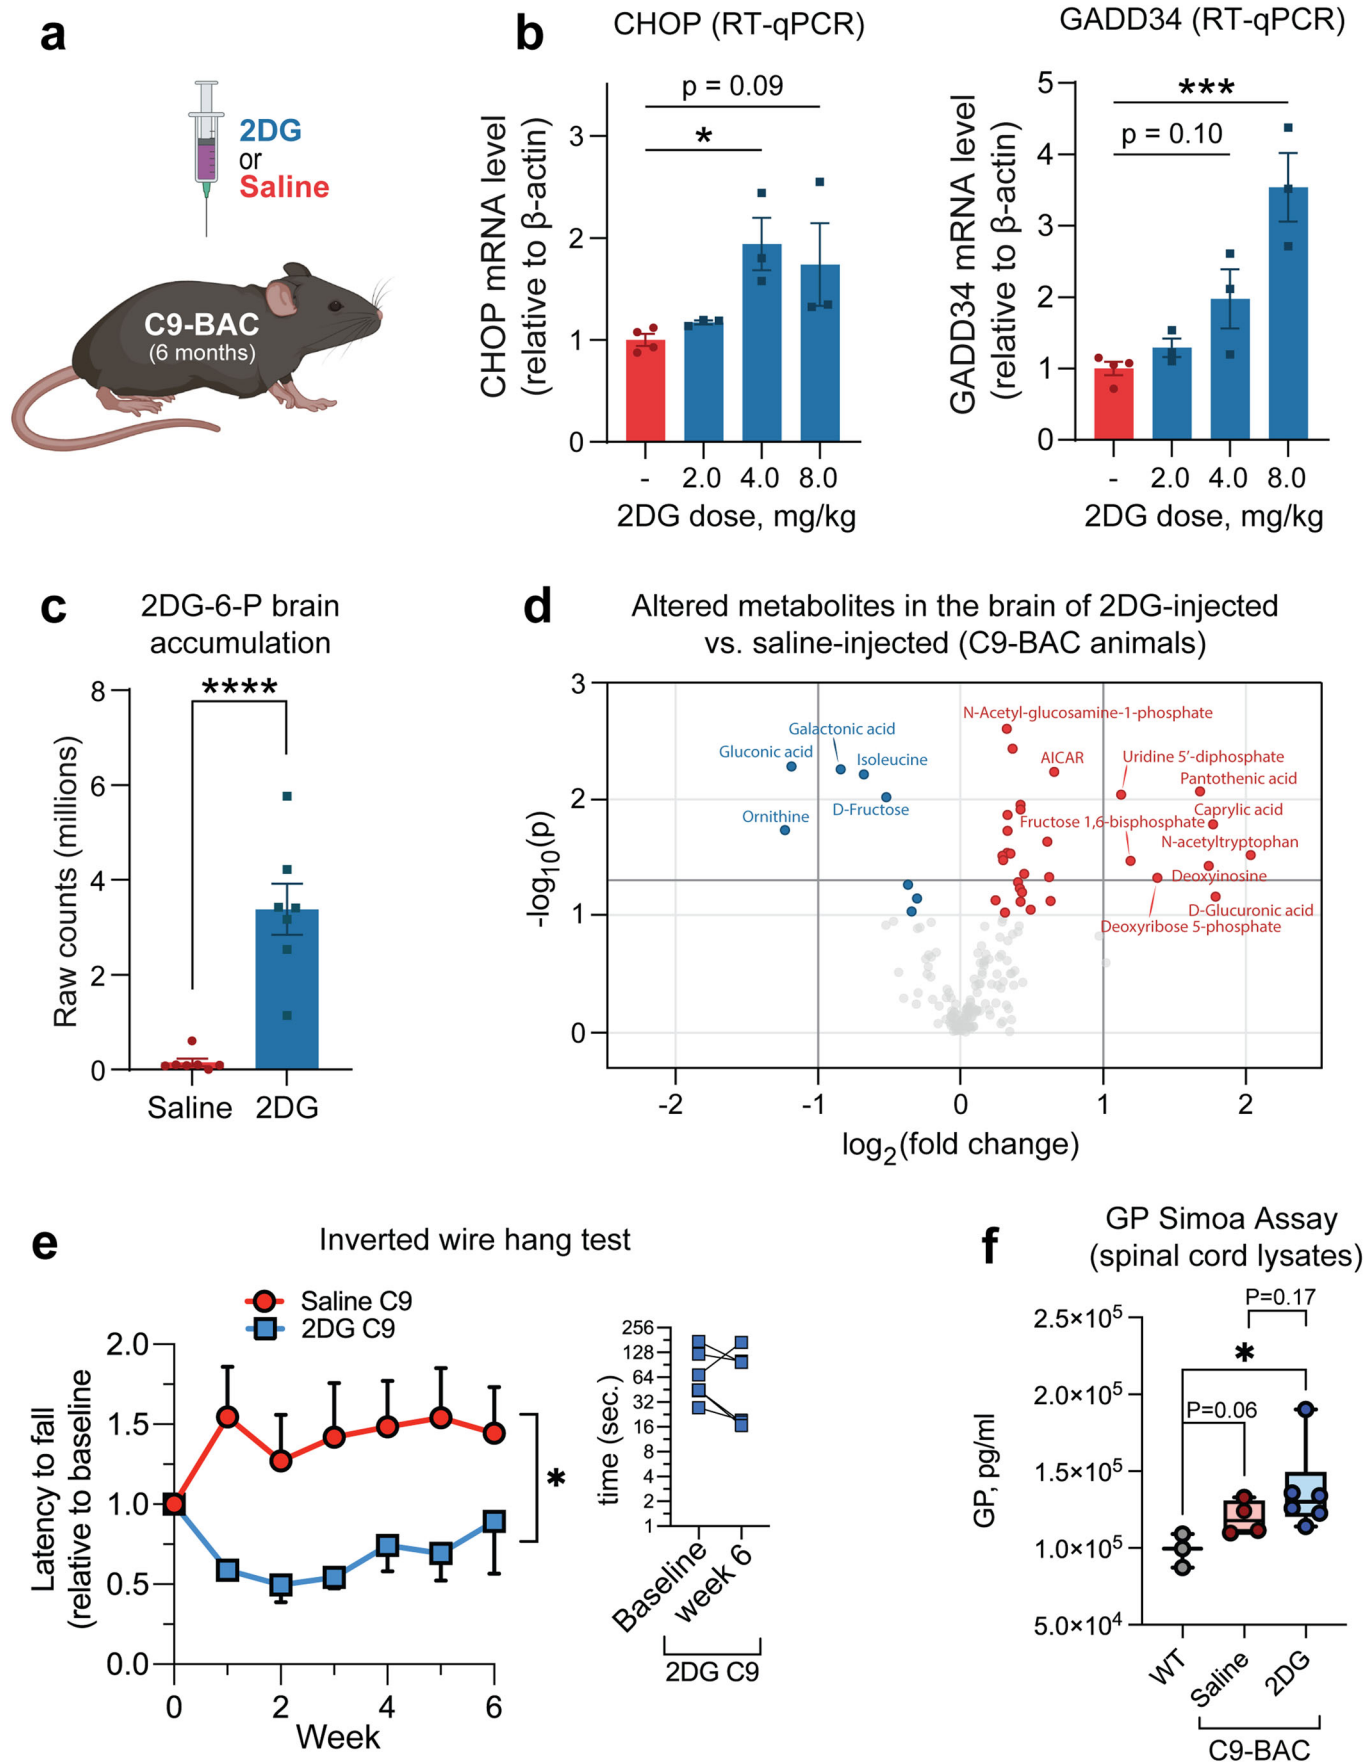 a
2DG
or
Saline
C9-BAC
(6 months)
b
CHOP (RT-qPCR)
CHOP mRNA level
(relative to β-actin)
p = 0.09
*
3
2
1
0
- 2.0 4.0 8.0
2DG dose, mg/kg
GADD34 (RT-qPCR)
GADD34 mRNA level
(relative to β-actin)
***
p = 0.10
5
4
3
2
1
0
- 2.0 4.0 8.0
2DG dose, mg/kg
c
2DG-6-P brain
accumulation
Raw counts (millions)
****
8
6
4
2
0
Saline 2DG
d
Altered metabolites in the brain of 2DG-injected
vs. saline-injected (C9-BAC animals)
-log10(p)
3
2
1
0
N-Acetyl-glucosamine-1-phosphate
Galactonic acid
Gluconic acid
Isoleucine
AICAR
Uridine 5′-diphosphate
Pantothenic acid
D-Fructose
Caprylic acid
Ornithine
Fructose 1,6-bisphosphate
N-acetyltryptophan
Deoxyinosine
D-Glucuronic acid
Deoxyribose 5-phosphate
-2 -1 0 1 2
log2(fold change)
e
Inverted wire hang test
Saline C9
2DG C9
Latency to fall
(relative to baseline
2.0
1.5
1.0
0.5
0.0
*
0 2 4 6
Week
time (sec.)
256
128
64
32
16
8
4
2
1
Baseline
week 6
2DG C9
f
GP Simoa Assay
(spinal cord lysates)
GP, pg/ml
P=0.17
*
P=0.06
2.5×10⁵
2.0×10⁵
1.5×10⁵
1.0×10⁵
5.0×10⁴
WT
Saline
2DG
C9-BAC